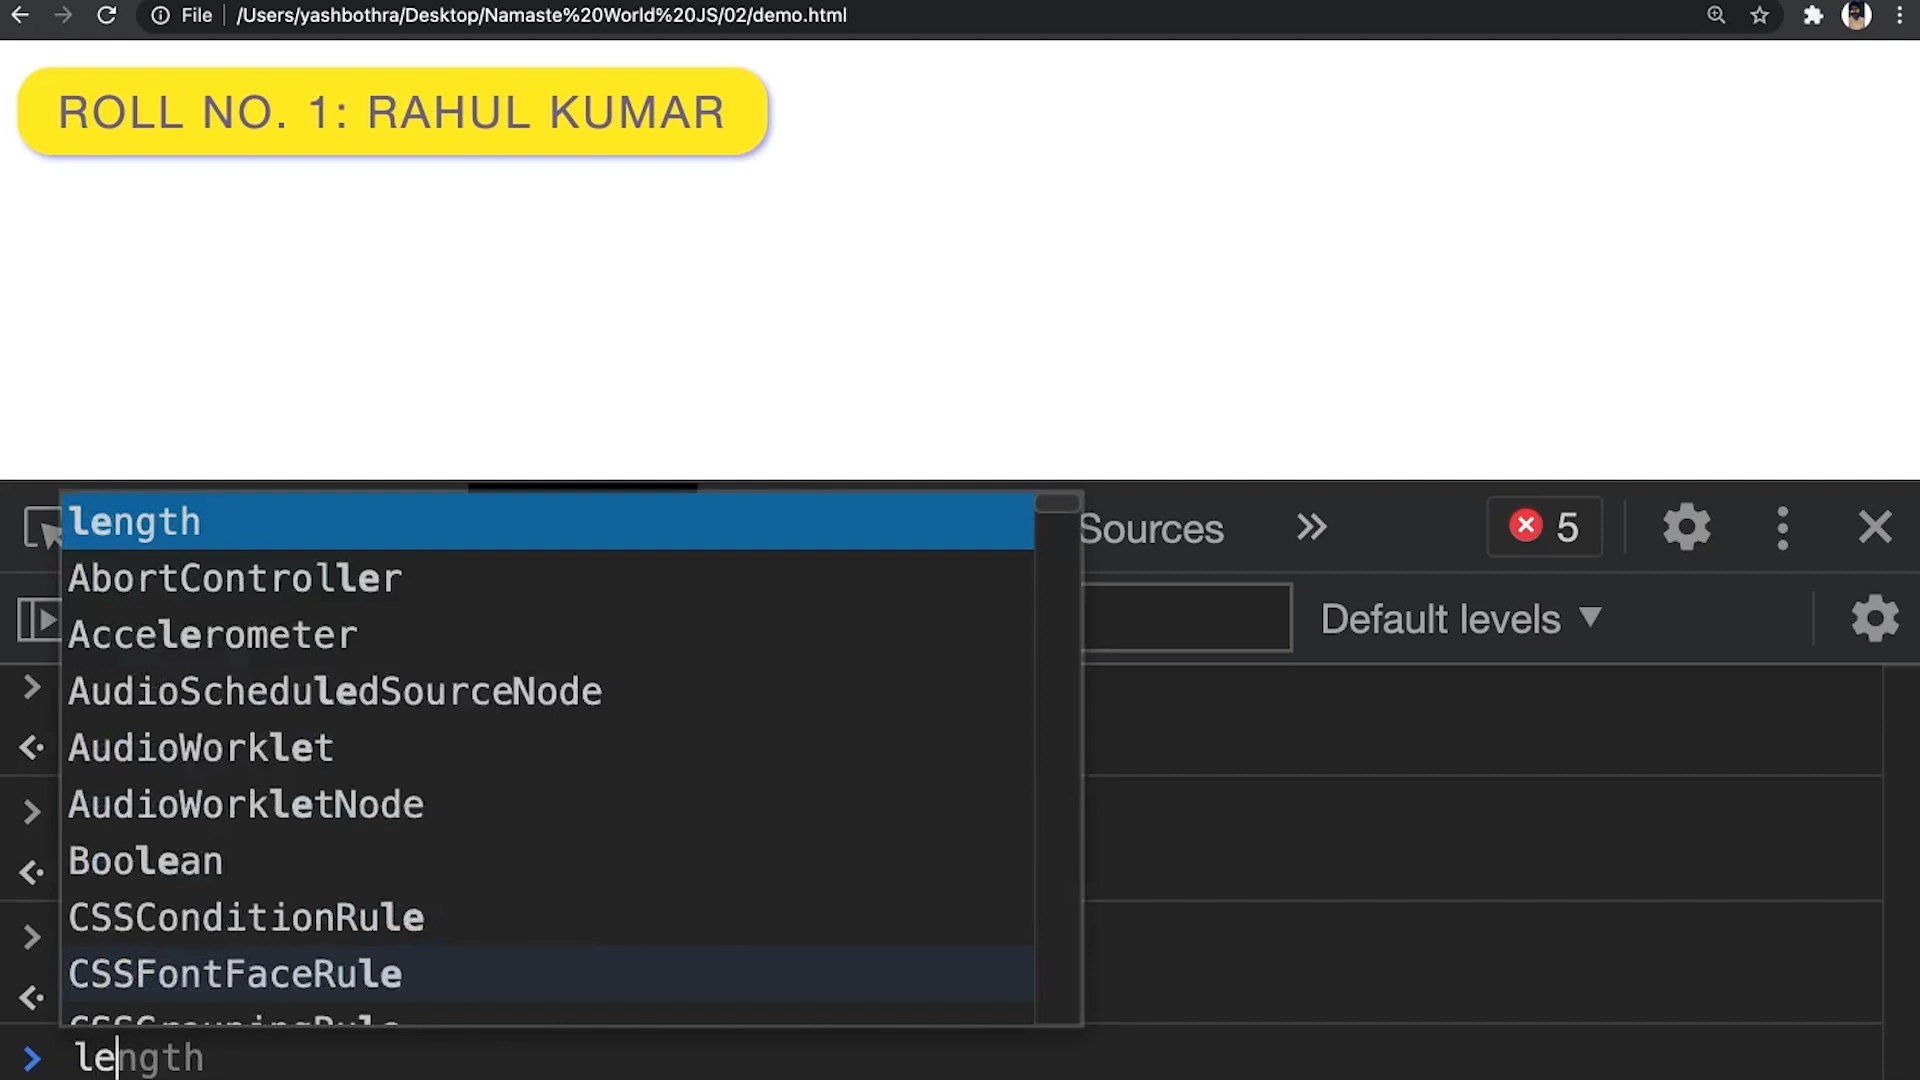 File /Users/yashbothra/Desktop/Namaste%20World%20JS/02/demo.html
ROLL NO. 1: RAHUL KUMAR
length
Sources » 5
AbortController
Accelerometer
Default levels ▼
AudioScheduledSourceNode
AudioWorklet
AudioWorkletNode
Boolean
CSSConditionRule
CSSFontFaceRule
CSSGroupingRule
length